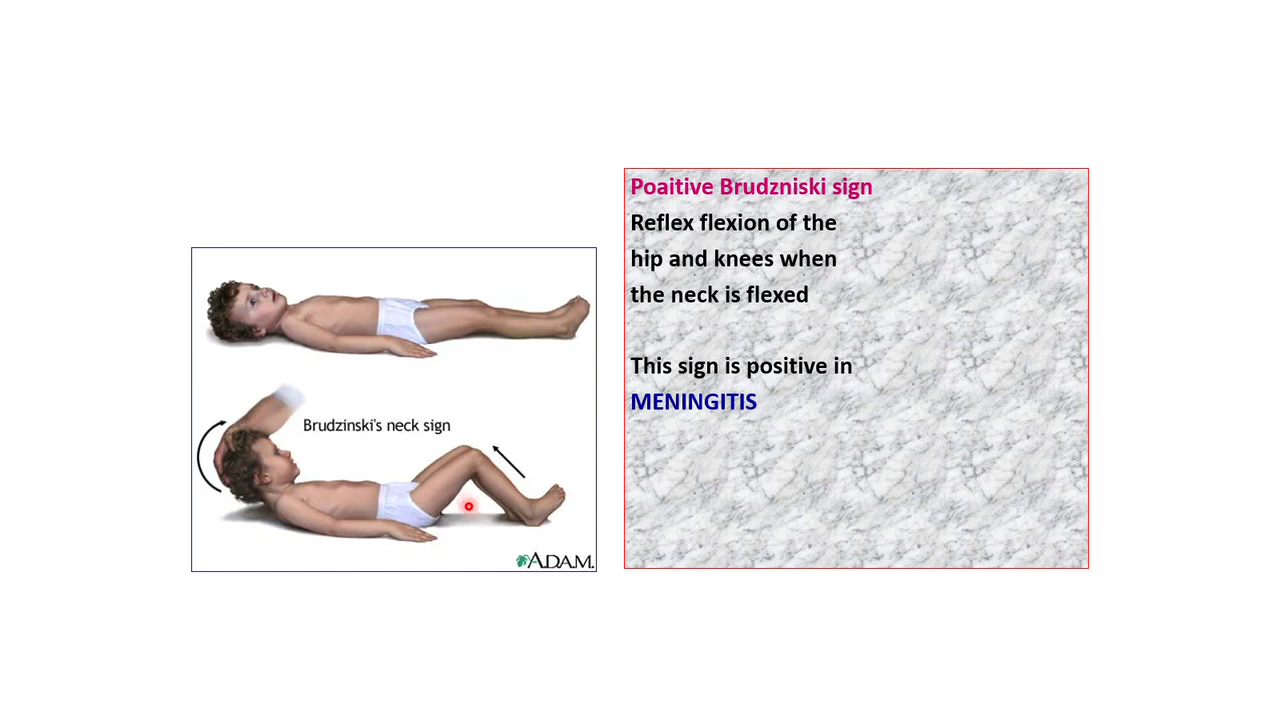 Poaitive Brudzniski sign
Reflex flexion of the
hip and knees when
the neck is flexed
This sign is positive in
MENINGITIS
Brudzinski's neck sign
A.D.A.M.